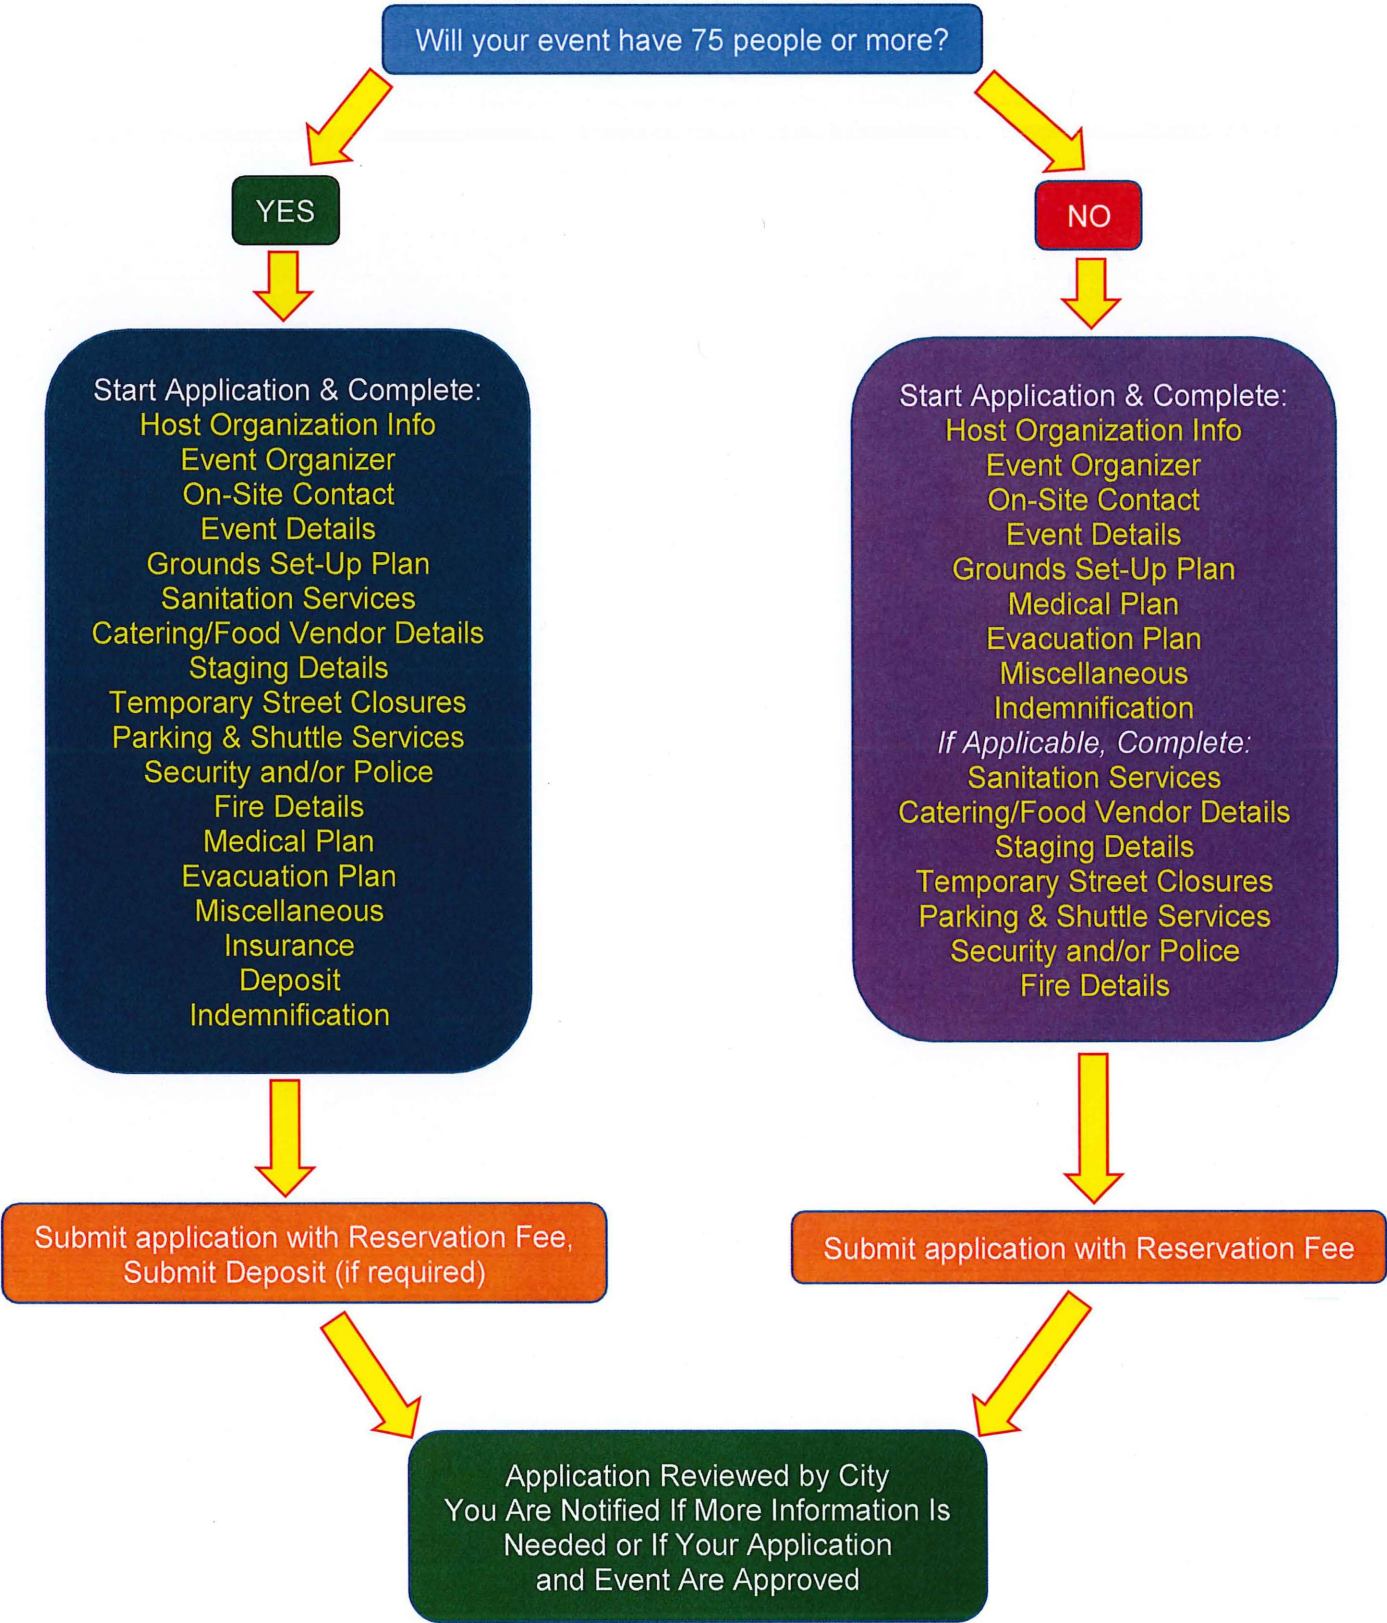 Will your event have 75 people or more?
YES
NO
Start Application & Complete:
Host Organization Info
Event Organizer
On-Site Contact
Event Details
Grounds Set-Up Plan
Sanitation Services
Catering/Food Vendor Details
Staging Details
Temporary Street Closures
Parking & Shuttle Services
Security and/or Police
Fire Details
Medical Plan
Evacuation Plan
Miscellaneous
Insurance
Deposit
Indemnification
Start Application & Complete:
Host Organization Info
Event Organizer
On-Site Contact
Event Details
Grounds Set-Up Plan
Medical Plan
Evacuation Plan
Miscellaneous
Indemnification
If Applicable, Complete:
Sanitation Services
Catering/Food Vendor Details
Staging Details
Temporary Street Closures
Parking & Shuttle Services
Security and/or Police
Fire Details
Submit application with Reservation Fee,
Submit Deposit (if required)
Submit application with Reservation Fee
Application Reviewed by City
You Are Notified If More Information Is
Needed or If Your Application
and Event Are Approved